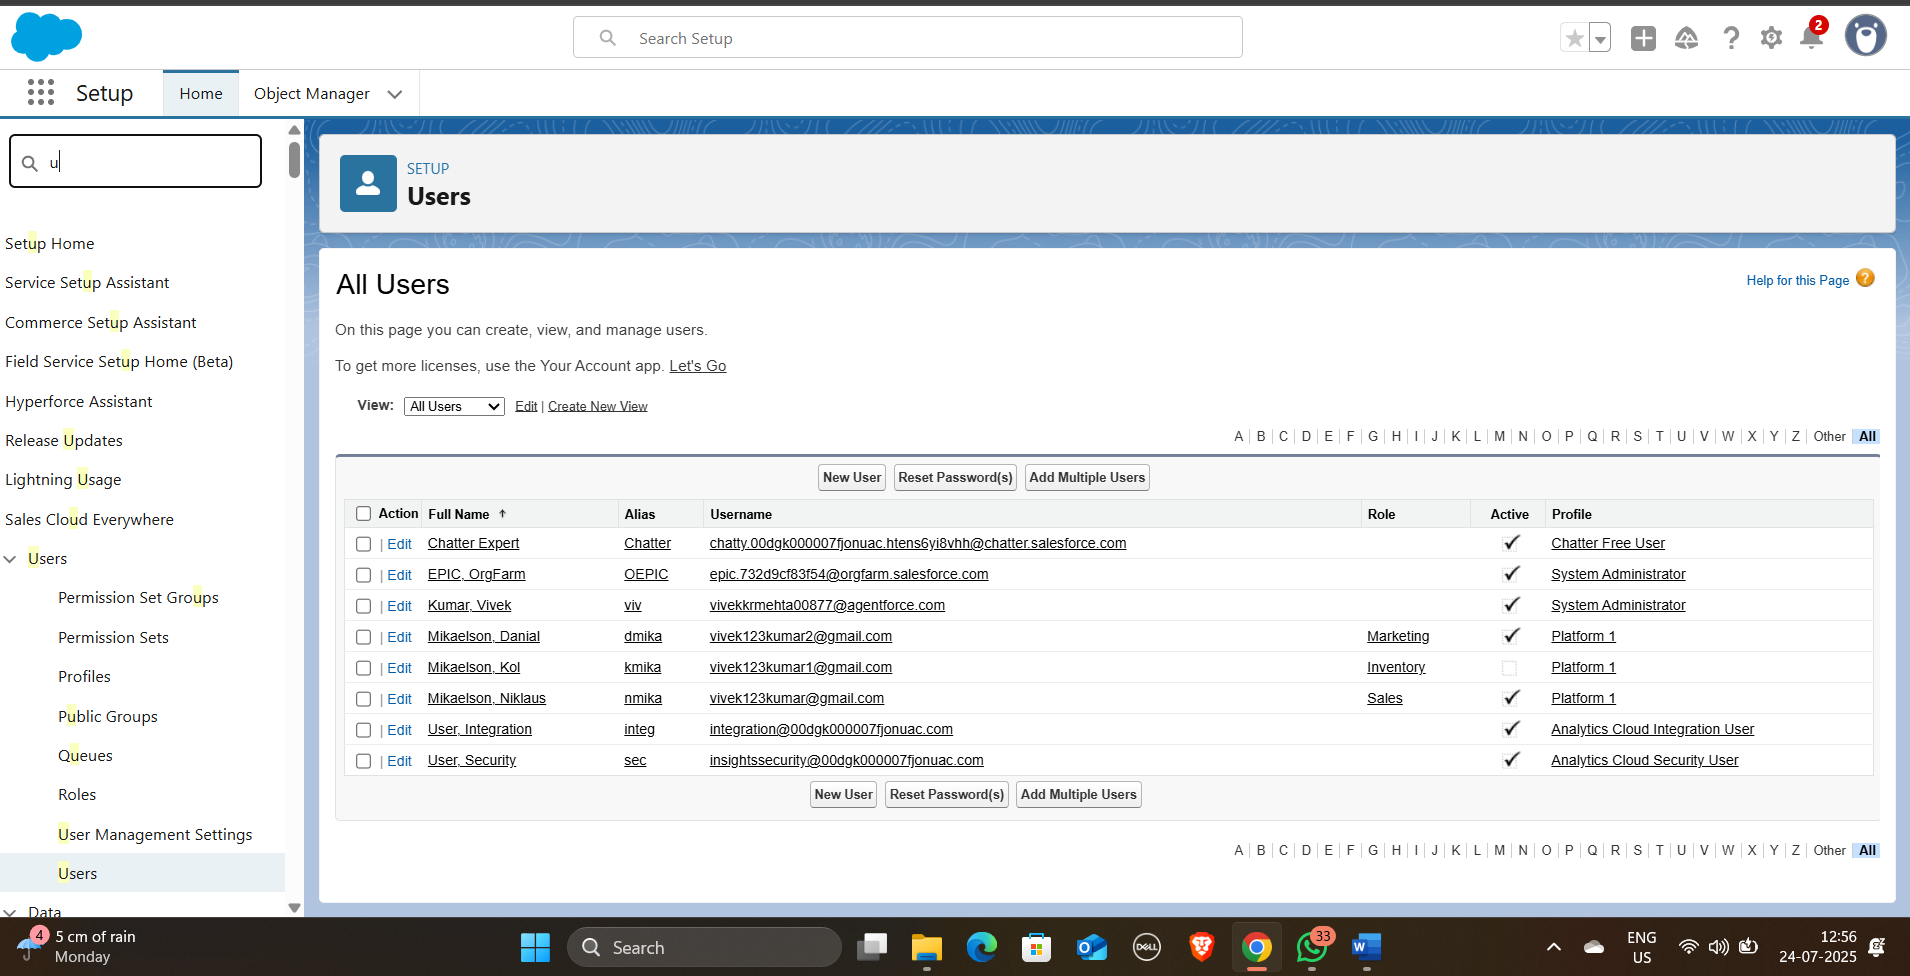 Search Setup
2
Setup
Home
Object Manager
u
Setup Home
Service Setup Assistant
Commerce Setup Assistant
Field Service Setup Home (Beta)
Hyperforce Assistant
Release Updates
Lightning Usage
Sales Cloud Everywhere
Users
Permission Set Groups
Permission Sets
Profiles
Public Groups
Queues
Roles
User Management Settings
Users
Data
SETUP
Users
All Users
Help for this Page ?
On this page you can create, view, and manage users.
To get more licenses, use the Your Account app. Let's Go
View: All Users Edit | Create New View
A | B | C | D | E | F | G | H | I | J | K | L | M | N | O | P | Q | R | S | T | U | V | W | X | Y | Z | Other | All
New User Reset Password(s) Add Multiple Users
Action Full Name ↑ Alias Username Role Active Profile
| Edit Chatter Expert Chatter chatty.00dgk000007fjonuac.htens6yi8vhh@chatter.salesforce.com ✓ Chatter Free User
| Edit EPIC, OrgFarm OEPIC epic.732d9cf83f54@orgfarm.salesforce.com ✓ System Administrator
| Edit Kumar, Vivek viv vivekkrmehta00877@agentforce.com ✓ System Administrator
| Edit Mikaelson, Danial dmika vivek123kumar2@gmail.com Marketing ✓ Platform 1
| Edit Mikaelson, Kol kmika vivek123kumar1@gmail.com Inventory Platform 1
| Edit Mikaelson, Niklaus nmika vivek123kumar@gmail.com Sales ✓ Platform 1
| Edit User, Integration integ integration@00dgk000007fjonuac.com ✓ Analytics Cloud Integration User
| Edit User, Security sec insightssecurity@00dgk000007fjonuac.com ✓ Analytics Cloud Security User
New User Reset Password(s) Add Multiple Users
A | B | C | D | E | F | G | H | I | J | K | L | M | N | O | P | Q | R | S | T | U | V | W | X | Y | Z | Other | All
4
5 cm of rain
Monday
Search
DELL
33
W
ENG
US
12:56
24-07-2025